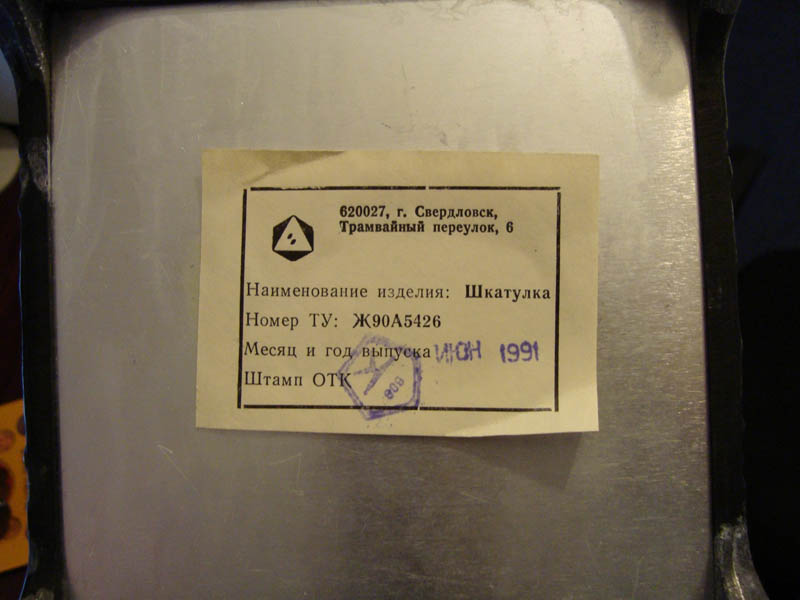 620027, г. Свердловск,
Трамвайный переулок, 6
Наименование изделия: Шкатулка
Номер ТУ: Ж90А5426
Месяц и год выпуска ИЮН 1991
Штамп ОТК